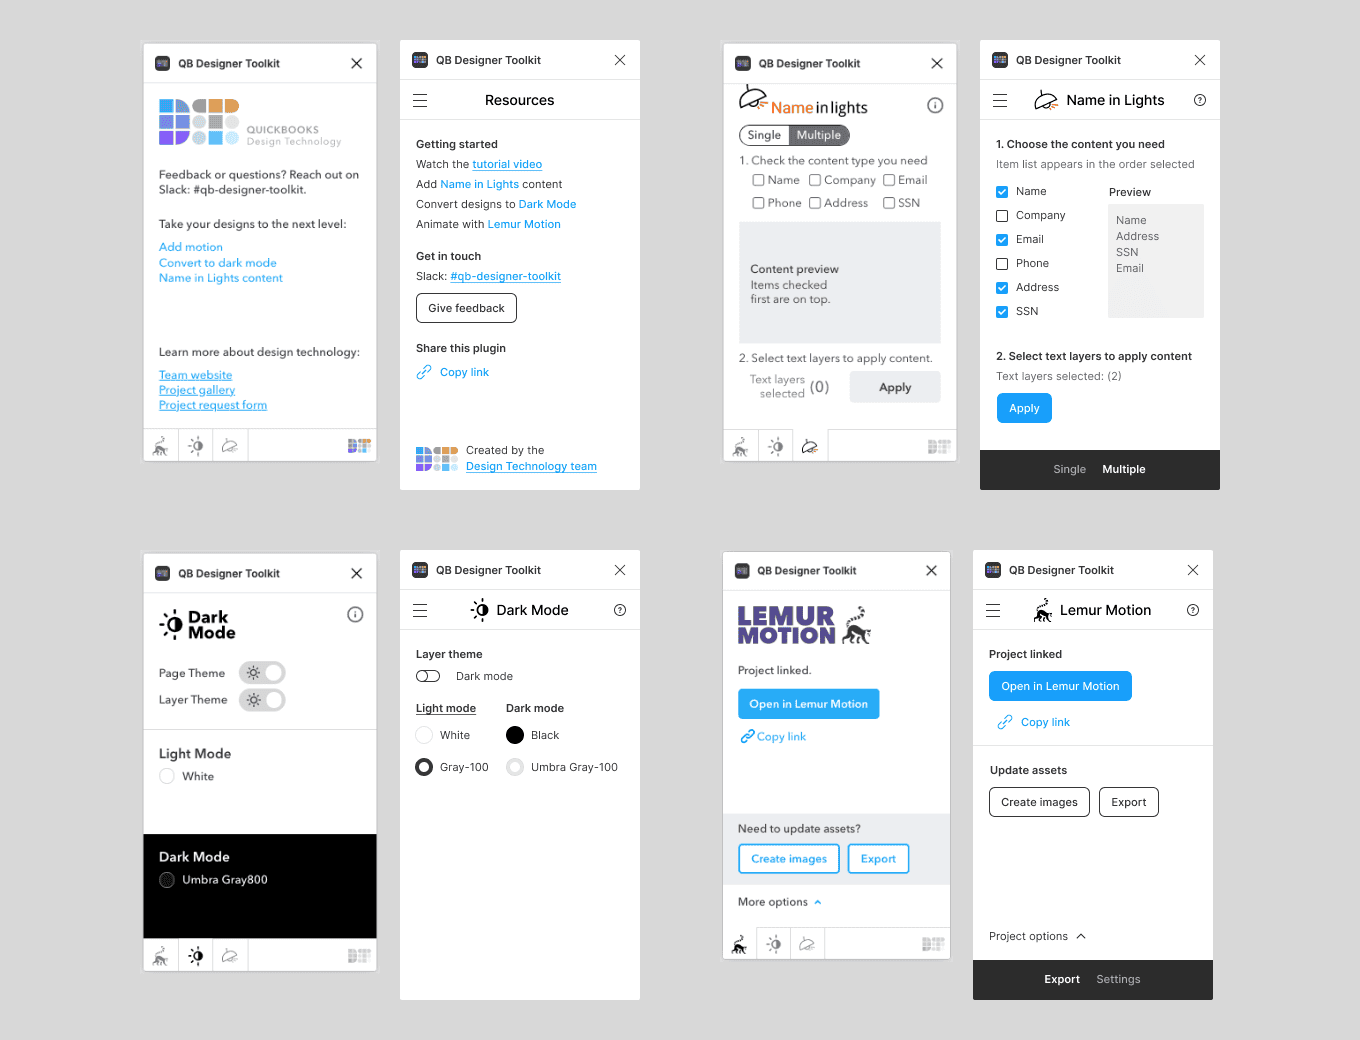 QB Designer Toolkit
QUICKBOOKS
Design Technology
Feedback or questions? Reach out on
Slack: #qb-designer-toolkit.
Take your designs to the next level:
Add motion
Convert to dark mode
Name in Lights content
Learn more about design technology:
Team website
Project gallery
Project request form
QB Designer Toolkit
Resources
Getting started
Watch the tutorial video
Add Name in Lights content
Convert designs to Dark Mode
Animate with Lemur Motion
Get in touch
Slack: #qb-designer-toolkit
Give feedback
Share this plugin
Copy link
Created by the
Design Technology team
QB Designer Toolkit
Name in lights
Single Multiple
1. Check the content type you need
Name Company Email
Phone Address SSN
Content preview
Items checked
first are on top.
2. Select text layers to apply content.
Text layers
selected (0)
Apply
QB Designer Toolkit
Name in Lights
1. Choose the content you need
Item list appears in the order selected
Name
Company
Email
Phone
Address
SSN
Preview
Name
Address
SSN
Email
2. Select text layers to apply content
Text layers selected: (2)
Apply
Single Multiple
QB Designer Toolkit
Dark
Mode
Page Theme
Layer Theme
Light Mode
White
Dark Mode
Umbra Gray800
QB Designer Toolkit
Dark Mode
Layer theme
Dark mode
Light mode Dark mode
White Black
Gray-100 Umbra Gray-100
QB Designer Toolkit
LEMUR
MOTION
Project linked.
Open in Lemur Motion
Copy link
Need to update assets?
Create images Export
More options
QB Designer Toolkit
Lemur Motion
Project linked
Open in Lemur Motion
Copy link
Update assets
Create images Export
Project options
Export Settings